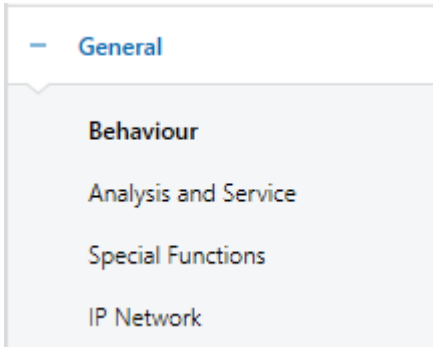 General
Behaviour
Analysis and Service
Special Functions
IP Network